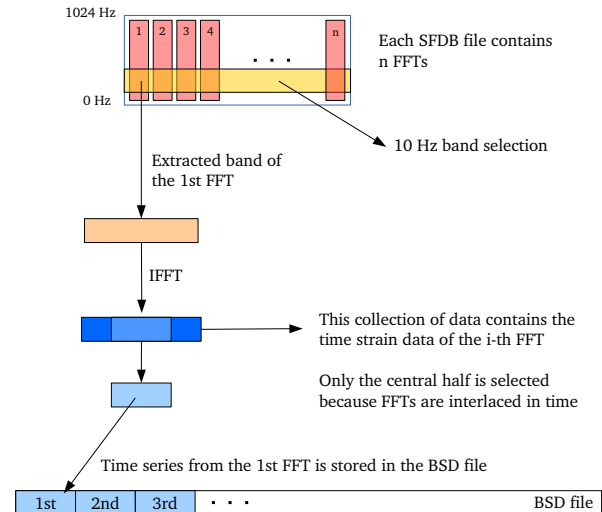 1024 Hz
1 2 3 4 . . . n
0 Hz
Each SFDB file contains
n FFTs
10 Hz band selection
Extracted band of
the 1st FFT
IFFT
This collection of data contains the
time strain data of the i-th FFT
Only the central half is selected
because FFTs are interlaced in time
Time series from the 1st FFT is stored in the BSD file
1st 2nd 3rd . . . BSD file